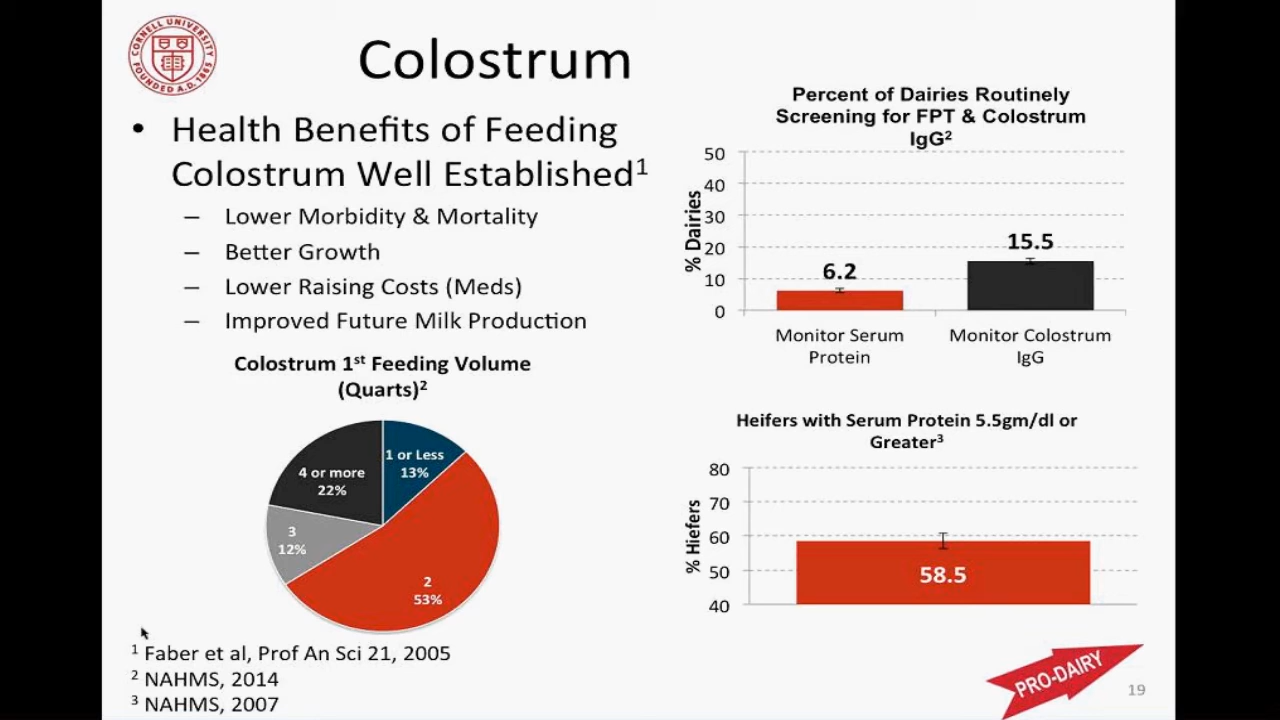 CORNELL UNIVERSITY
FOUNDED A.D. 1865
Colostrum
• Health Benefits of Feeding
Colostrum Well Established¹
– Lower Morbidity & Mortality
– Better Growth
– Lower Raising Costs (Meds)
– Improved Future Milk Production
Colostrum 1ˢᵗ Feeding Volume
(Quarts)²
1 or Less
13%
4 or more
22%
3
12%
2
53%
¹ Faber et al, Prof An Sci 21, 2005
² NAHMS, 2014
³ NAHMS, 2007
Percent of Dairies Routinely
Screening for FPT & Colostrum
IgG²
% Dairies
50
40
30
20
10
0
6.2
15.5
Monitor Serum
Protein
Monitor Colostrum
IgG
Heifers with Serum Protein 5.5gm/dl or
Greater³
% Hiefers
80
70
60
50
40
58.5
PRO-DAIRY
19